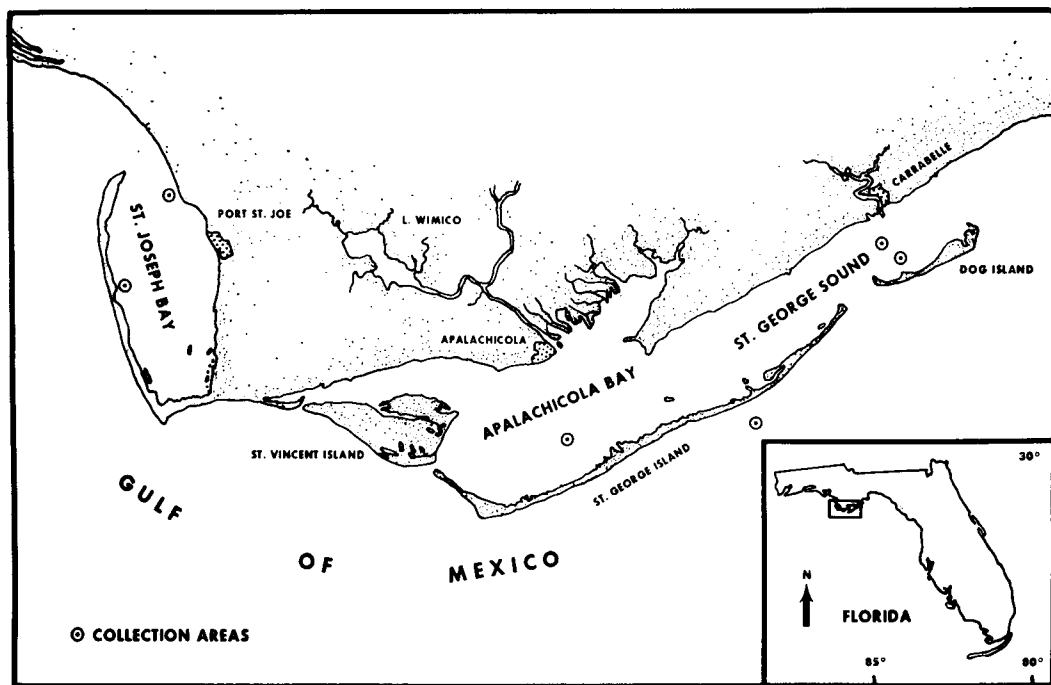 CARRABELLE
PORT ST. JOE
L. WIMICO
ST. JOSEPH BAY
DOG ISLAND
ST. GEORGE SOUND
APALACHICOLA
APALACHICOLA BAY
ST. VINCENT ISLAND
ST. GEORGE ISLAND
GULF
OF
MEXICO
30°
N
FLORIDA
COLLECTION AREAS
85°
80°